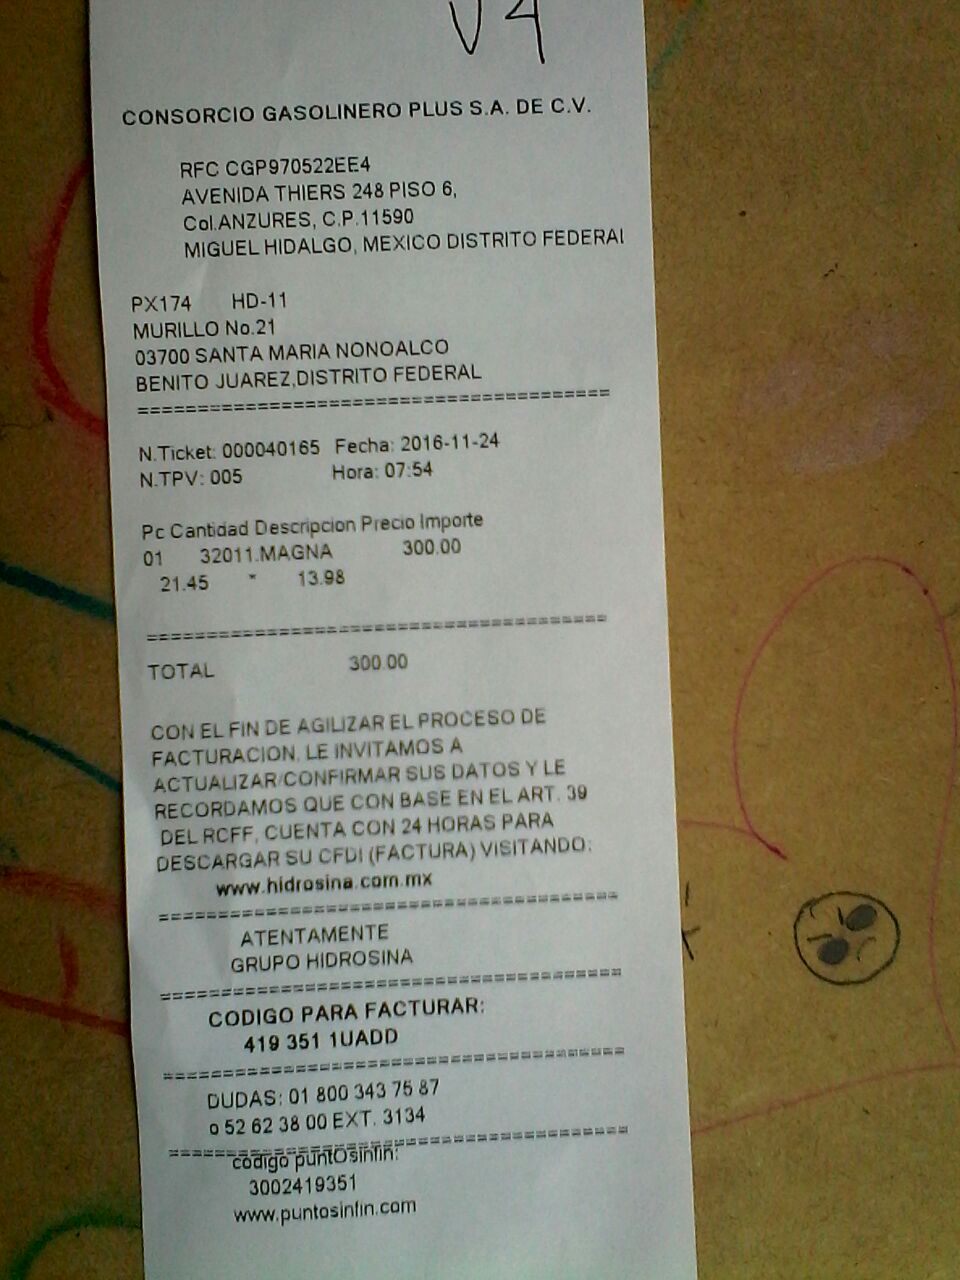 V4
CONSORCIO GASOLINERO PLUS S.A. DE C.V.
RFC CGP970522EE4
AVENIDA THIERS 248 PISO 6,
Col.ANZURES, C.P.11590
MIGUEL HIDALGO, MEXICO DISTRITO FEDERAL
PX174 HD-11
MURILLO No.21
03700 SANTA MARIA NONOALCO
BENITO JUAREZ,DISTRITO FEDERAL
========================================
N.Ticket: 000040165 Fecha: 2016-11-24
N.TPV: 005 Hora: 07:54
Pc Cantidad Descripcion Precio Importe
01 32011.MAGNA 300.00
21.45 * 13.98
========================================
TOTAL 300.00
CON EL FIN DE AGILIZAR EL PROCESO DE
FACTURACION, LE INVITAMOS A
ACTUALIZAR/CONFIRMAR SUS DATOS Y LE
RECORDAMOS QUE CON BASE EN EL ART. 39
DEL RCFF, CUENTA CON 24 HORAS PARA
DESCARGAR SU CFDI (FACTURA) VISITANDO:
www.hidrosina.com.mx
========================================
ATENTAMENTE
GRUPO HIDROSINA
========================================
CODIGO PARA FACTURAR:
419 351 1UADD
========================================
DUDAS: 01 800 343 75 87
o 52 62 38 00 EXT. 3134
========================================
codigo puntOsinfin:
3002419351
www.puntosinfin.com